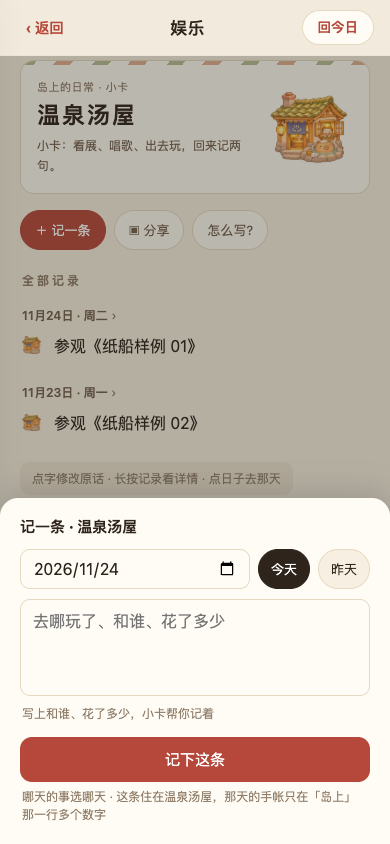 ‹ 返回
娱乐
回今日
岛上的日常 · 小卡
温泉汤屋
小卡：看展、唱歌、出去玩，回来记两
句。
＋ 记一条
▣ 分享
怎么写?
全部记录
11月24日 · 周二 ›
参观《纸船样例 01》
11月23日 · 周一 ›
参观《纸船样例 02》
点字修改原话 · 长按记录看详情 · 点日子去那天
记一条 · 温泉汤屋
2026/11/24
今天
昨天
去哪玩了、和谁、花了多少
写上和谁、花了多少，小卡帮你记着
记下这条
哪天的事选哪天 · 这条住在温泉汤屋，那天的手帐只在「岛上」
那一行多个数字